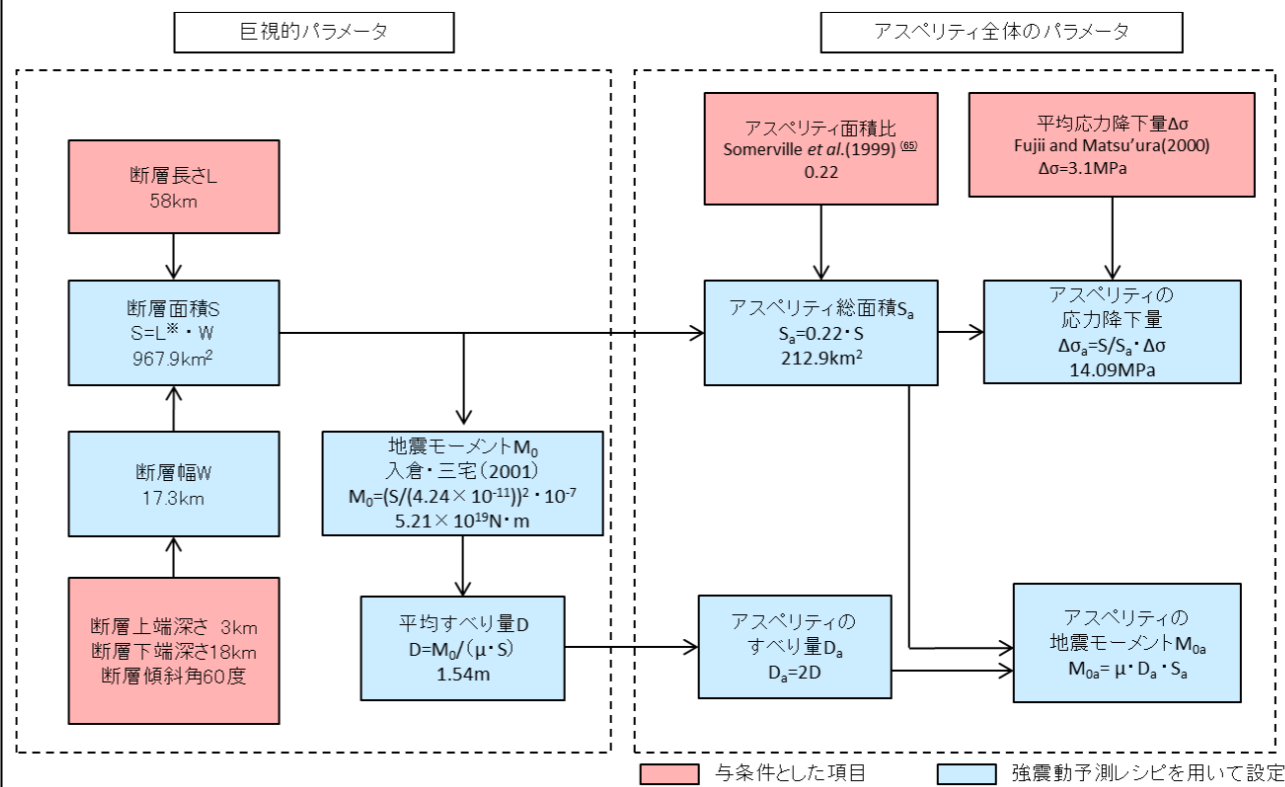 巨視的パラメータ
アスペリティ全体のパラメータ
断層長さL
58km
断層面積S
S=L※・W
967.9km²
断層幅W
17.3km
断層上端深さ 3km
断層下端深さ18km
断層傾斜角60度
地震モーメントM₀
入倉・三宅(2001)
M₀=(S/(4.24×10⁻¹¹))²・10⁻⁷
5.21×10¹⁹N・m
平均すべり量D
D=M₀/(μ・S)
1.54m
アスペリティ面積比
Somerville et al.(1999)⁽⁶⁵⁾
0.22
平均応力降下量Δσ
Fujii and Matsu'ura(2000)
Δσ=3.1MPa
アスペリティ総面積Sₐ
Sₐ=0.22・S
212.9km²
アスペリティの
応力降下量
Δσₐ=S/Sₐ・Δσ
14.09MPa
アスペリティの
すべり量Dₐ
Dₐ=2D
アスペリティの
地震モーメントM₀ₐ
M₀ₐ= μ・Dₐ・Sₐ
与条件とした項目
強震動予測レシピを用いて設定